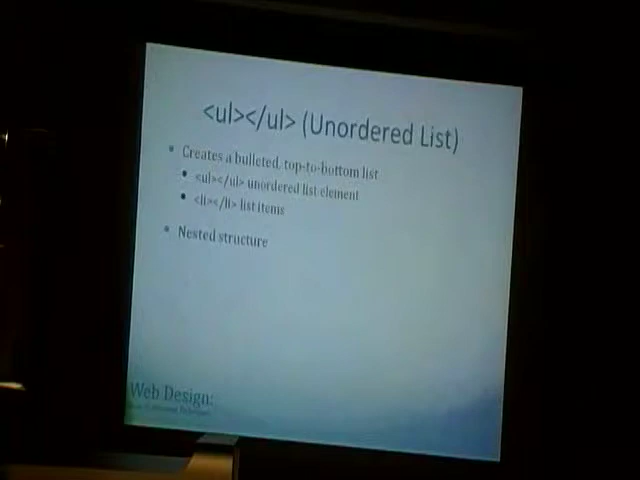 <ul></ul> (Unordered List)
Creates a bulleted, top-to-bottom list
<ul></ul> unordered list element
<li></li> list items
Nested structure
Web Design: